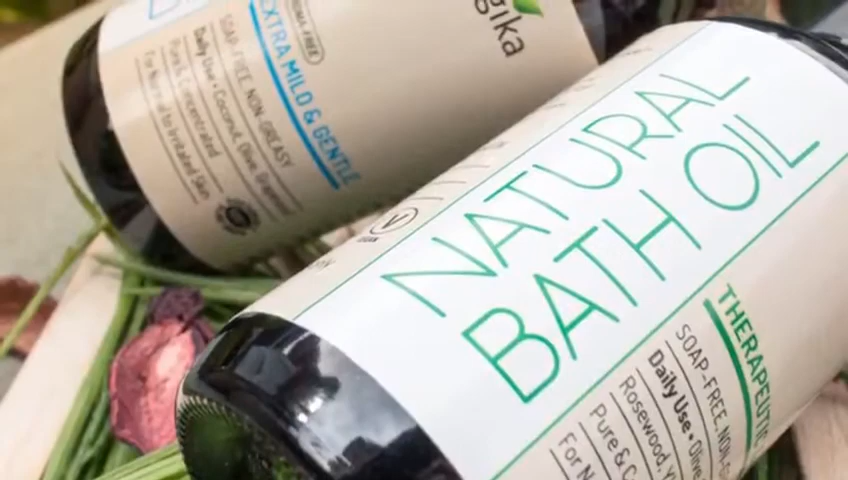 gika
EXTRA MILD & GENTLE
SOAP-FREE NON-GREASY
Daily Use • Coconut, Olive, Grapeseed
Pure & Concentrated
For Normal to Irritated Skin
NATURAL
BATH OIL
THERAPEUTIC
SOAP-FREE, NON-G
Daily Use • Olive
Rosewood, Y
Pure & C
For N